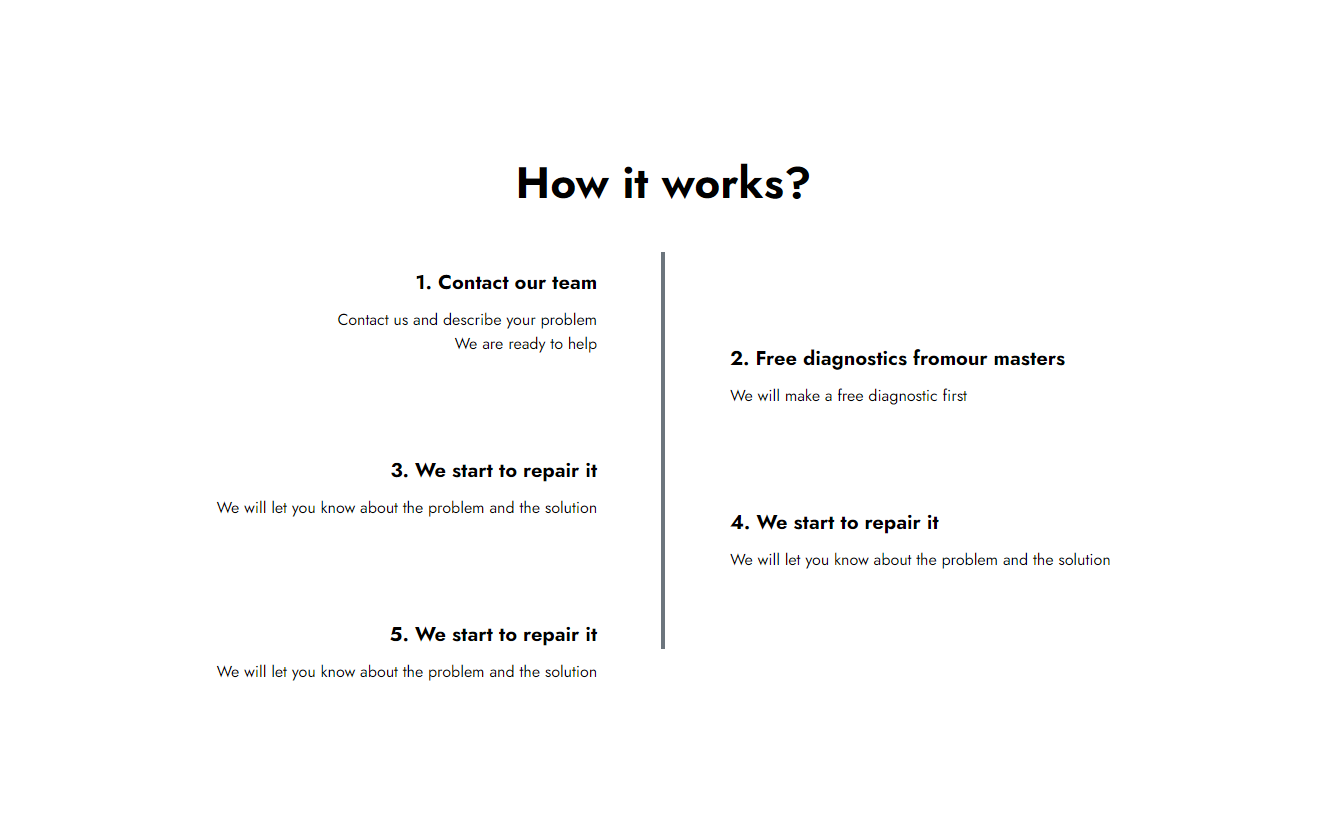 How it works?
1. Contact our team
Contact us and describe your problem
We are ready to help
2. Free diagnostics fromour masters
We will make a free diagnostic first
3. We start to repair it
We will let you know about the problem and the solution
4. We start to repair it
We will let you know about the problem and the solution
5. We start to repair it
We will let you know about the problem and the solution